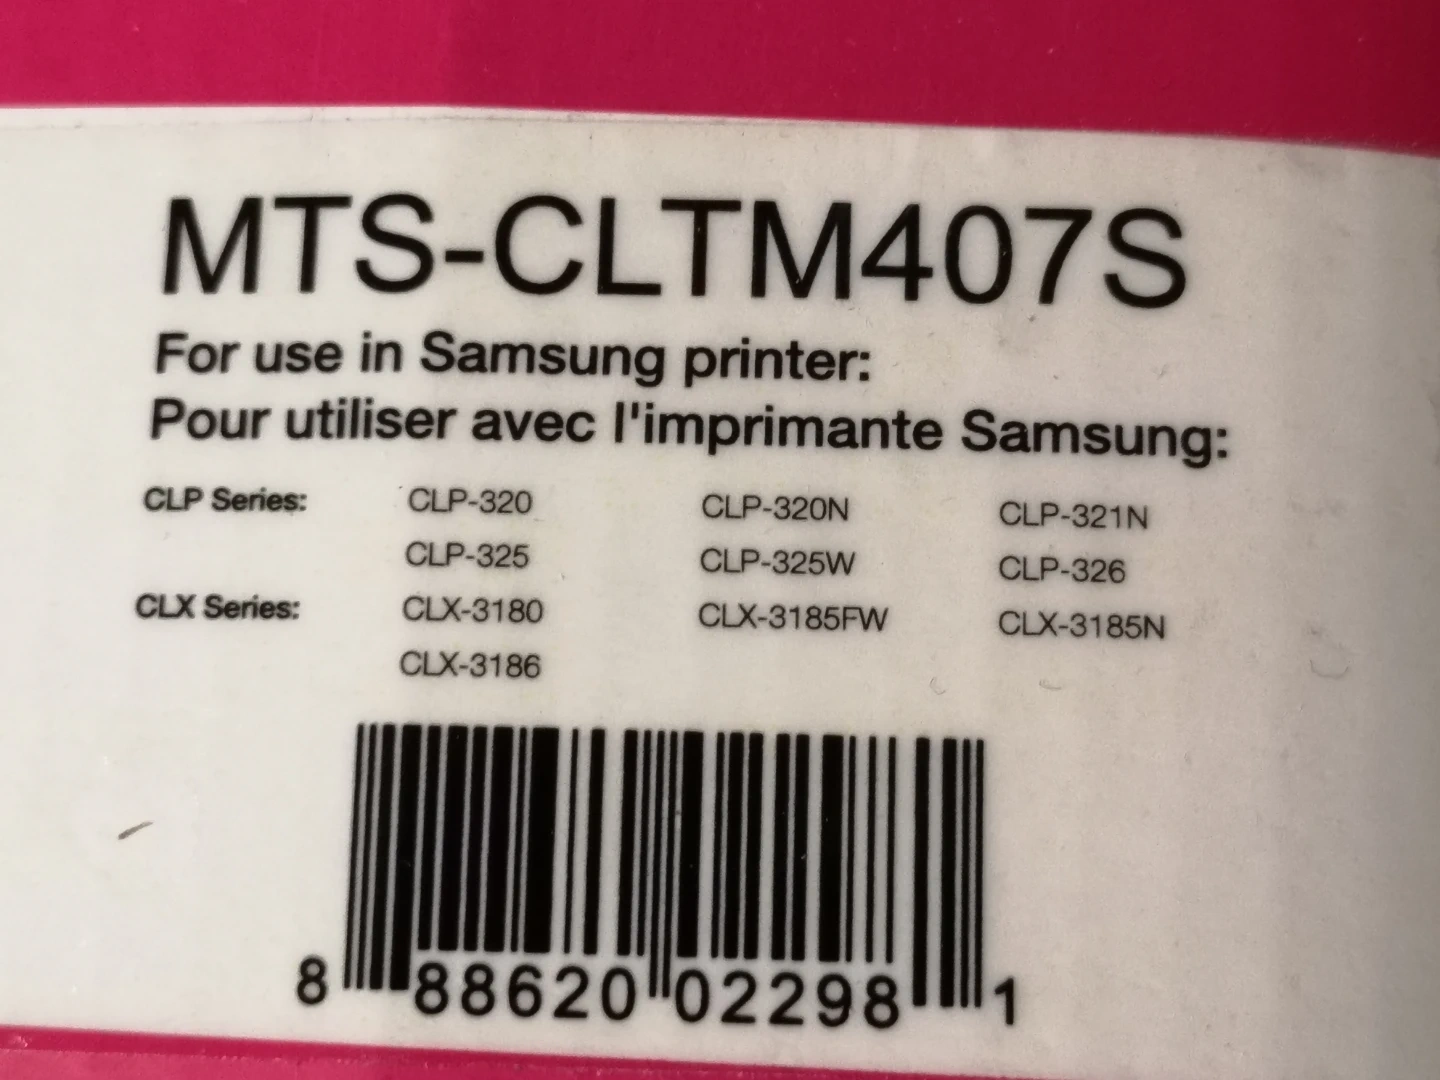 MTS-CLTM407S
For use in Samsung printer:
Pour utiliser avec l'imprimante Samsung:
CLP Series: CLP-320 CLP-320N CLP-321N
CLP-325 CLP-325W CLP-326
CLX Series: CLX-3180 CLX-3185FW CLX-3185N
CLX-3186
8 88620 02298 1